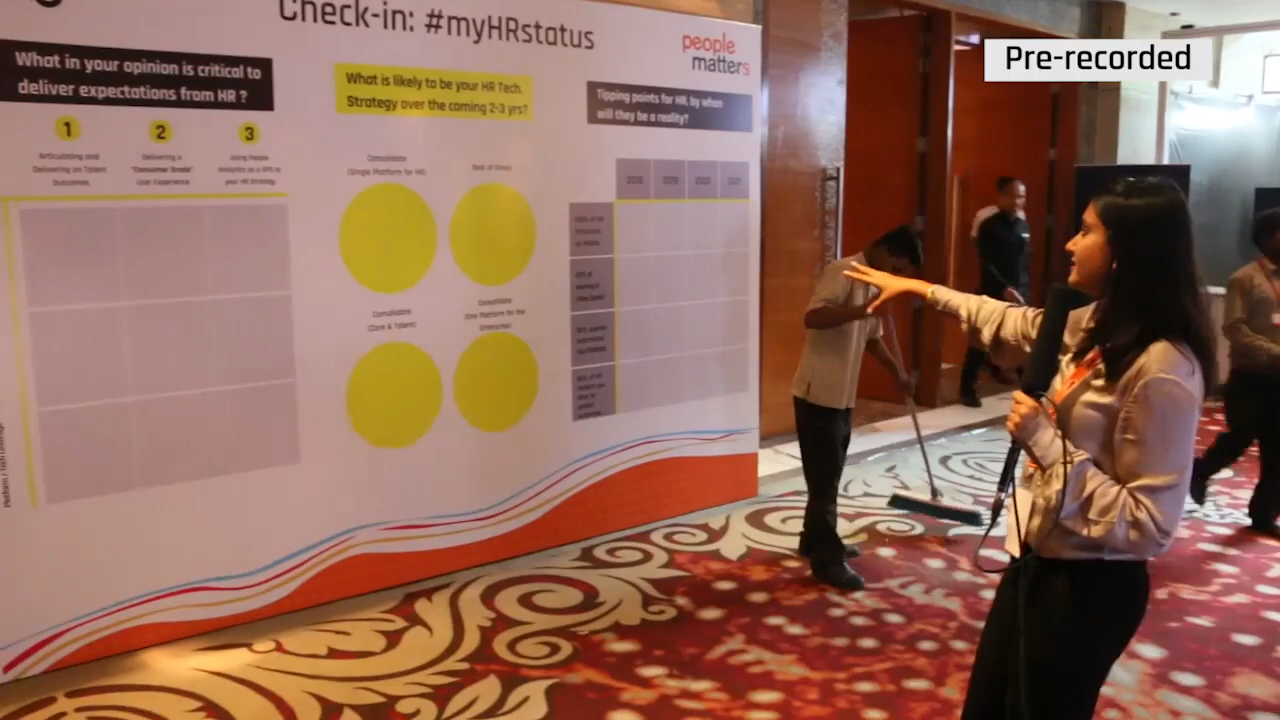 Pre-recorded
Check-in: #myHRstatus
people
matters
What in your opinion is critical to
deliver expectations from HR ?
1
2
3
Articulating and
Delivering on Talent
Outcomes.
Delivering a
"Consumer Grade"
User Experience
Using People
Analytics as a GPS to
your HR Strategy
What is likely to be your HR Tech.
Strategy over the coming 2-3 yrs?
Consolidate
(Single Platform for HR)
Best of Breed
Consolidate
(Core & Talent)
Consolidate
(One Platform for the
Enterprise)
Tipping points for HR, by when
will they be a reality?
2018
2019
2020
2021